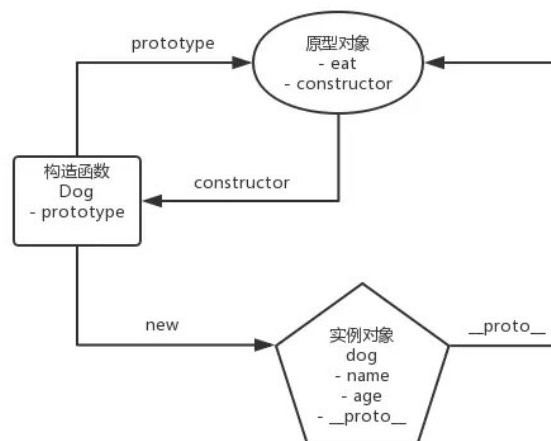 prototype
原型对象
- eat
- constructor
构造函数
Dog
- prototype
constructor
new
实例对象
dog
- name
- age
- __proto__
__proto__